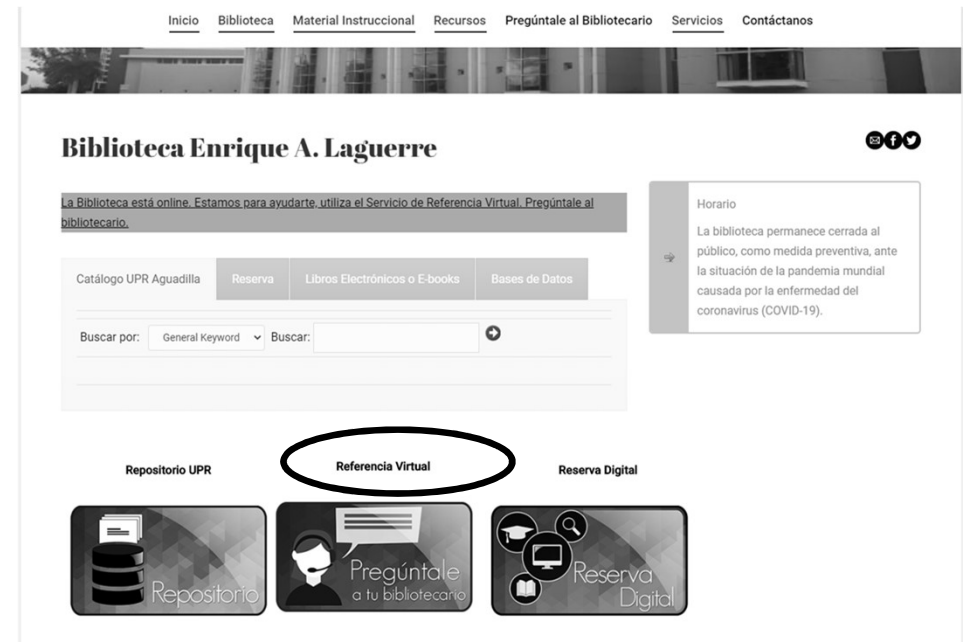 Inicio Biblioteca Material Instruccional Recursos Pregúntale al Bibliotecario Servicios Contáctanos
Biblioteca Enrique A. Laguerre
La Biblioteca está online. Estamos para ayudarte, utiliza el Servicio de Referencia Virtual. Pregúntale al
bibliotecario.
Horario
La biblioteca permanece cerrada al
público, como medida preventiva, ante
la situación de la pandemia mundial
causada por la enfermedad del
coronavirus (COVID-19).
Catálogo UPR Aguadilla Reserva Libros Electrónicos o E-books Bases de Datos
Buscar por: General Keyword Buscar:
Repositorio UPR Referencia Virtual Reserva Digital
Repositorio
Pregúntale
a tu bibliotecario
Reserva
Digital